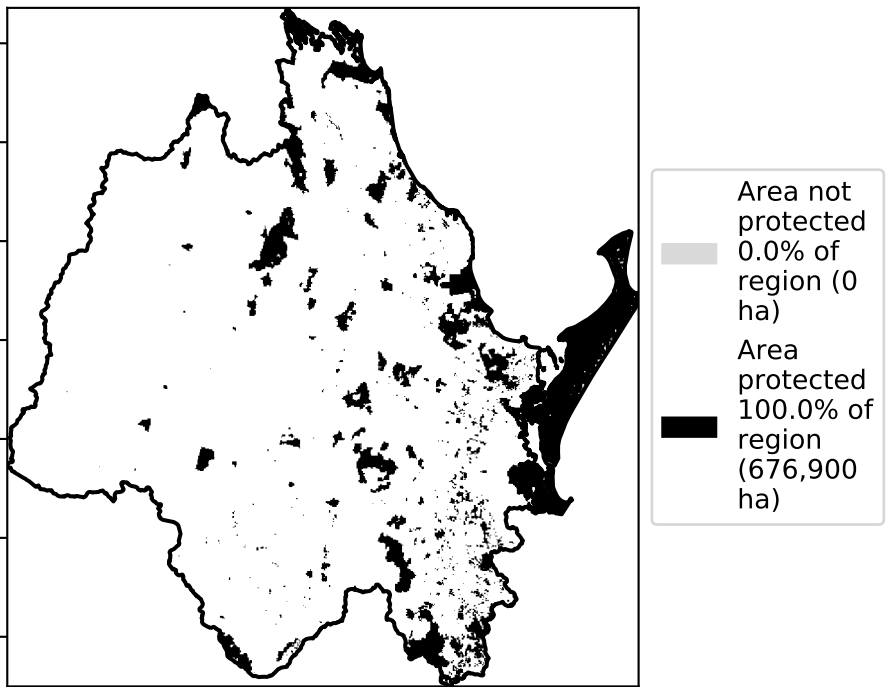 Area not
protected
0.0% of
region (0
ha)
Area
protected
100.0% of
region
(676,900
ha)